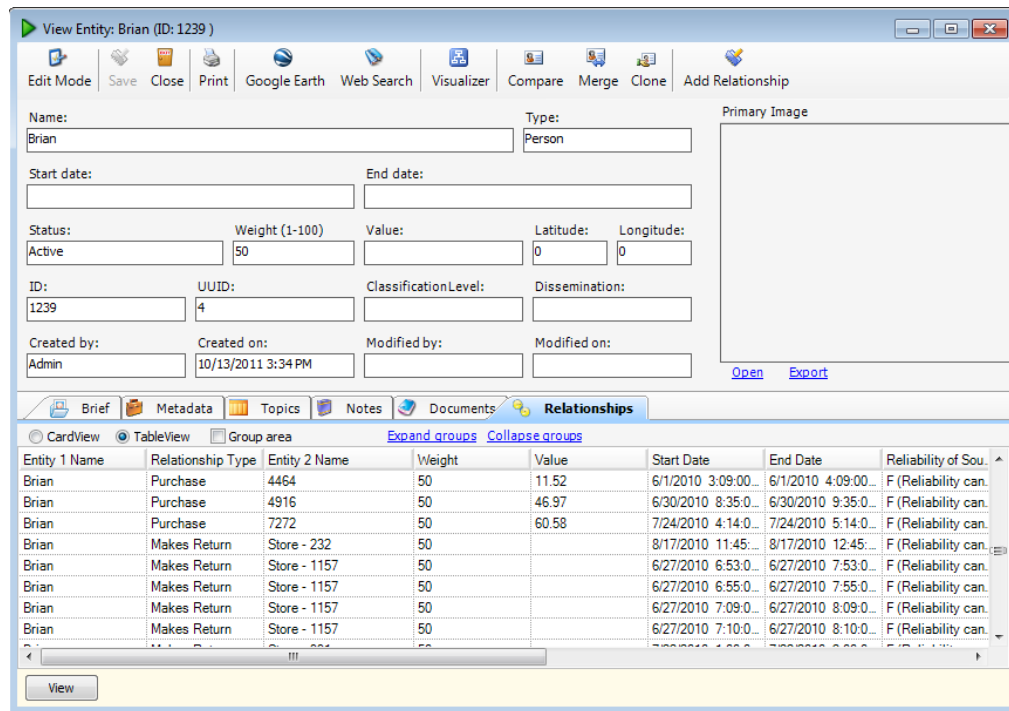 View Entity: Brian (ID: 1239 )
Edit Mode Save Close Print Google Earth Web Search Visualizer Compare Merge Clone Add Relationship
Name: Type: Primary Image
Brian Person
Start date: End date:
Status: Weight (1-100) Value: Latitude: Longitude:
Active 50 0 0
ID: UUID: ClassificationLevel: Dissemination:
1239 4
Created by: Created on: Modified by: Modified on:
Admin 10/13/2011 3:34 PM
Open Export
Brief Metadata Topics Notes Documents Relationships
CardView TableView Group area Expand groups Collapse groups
Entity 1 Name Relationship Type Entity 2 Name Weight Value Start Date End Date Reliability of Sou...
Brian Purchase 4464 50 11.52 6/1/2010 3:09:00... 6/1/2010 4:09:00... F (Reliability can...
Brian Purchase 4916 50 46.97 6/30/2010 8:35:0... 6/30/2010 9:35:0... F (Reliability can...
Brian Purchase 7272 50 60.58 7/24/2010 4:14:0... 7/24/2010 5:14:0... F (Reliability can...
Brian Makes Return Store - 232 50 8/17/2010 11:45:... 8/17/2010 12:45:... F (Reliability can...
Brian Makes Return Store - 1157 50 6/27/2010 6:53:0... 6/27/2010 7:53:0... F (Reliability can...
Brian Makes Return Store - 1157 50 6/27/2010 6:55:0... 6/27/2010 7:55:0... F (Reliability can...
Brian Makes Return Store - 1157 50 6/27/2010 7:09:0... 6/27/2010 8:09:0... F (Reliability can...
Brian Makes Return Store - 1157 50 6/27/2010 7:10:0... 6/27/2010 8:10:0... F (Reliability can...
View